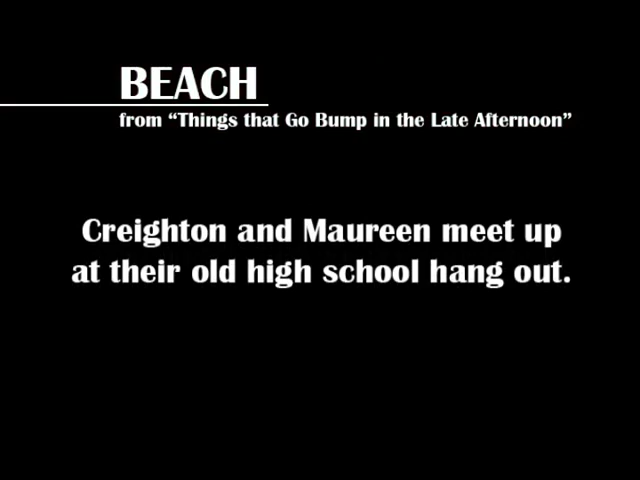 BEACH
from “Things that Go Bump in the Late Afternoon”
Creighton and Maureen meet up
at their old high school hang out.